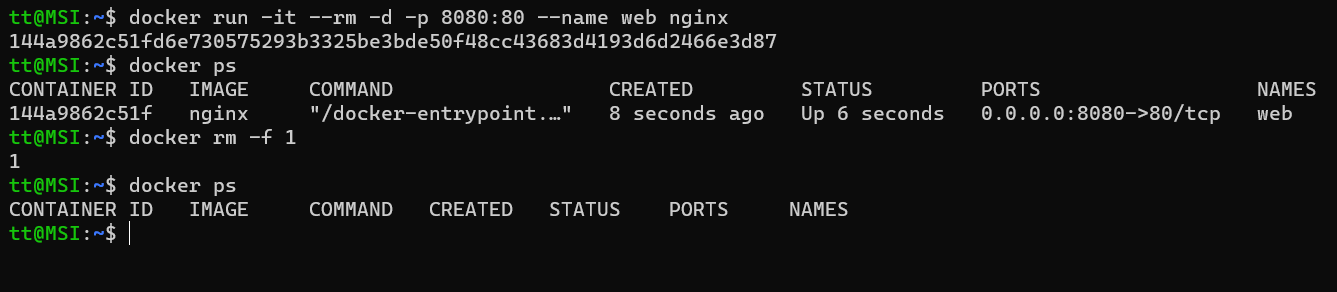 tt@MSI:~$ docker run -it --rm -d -p 8080:80 --name web nginx
144a9862c51fd6e730575293b3325be3bde50f48cc43683d4193d6d2466e3d87
tt@MSI:~$ docker ps
CONTAINER ID   IMAGE     COMMAND                  CREATED         STATUS         PORTS                  NAMES
144a9862c51f   nginx     "/docker-entrypoint.…"   8 seconds ago   Up 6 seconds   0.0.0.0:8080->80/tcp   web
tt@MSI:~$ docker rm -f 1
1
tt@MSI:~$ docker ps
CONTAINER ID   IMAGE     COMMAND   CREATED   STATUS    PORTS     NAMES
tt@MSI:~$